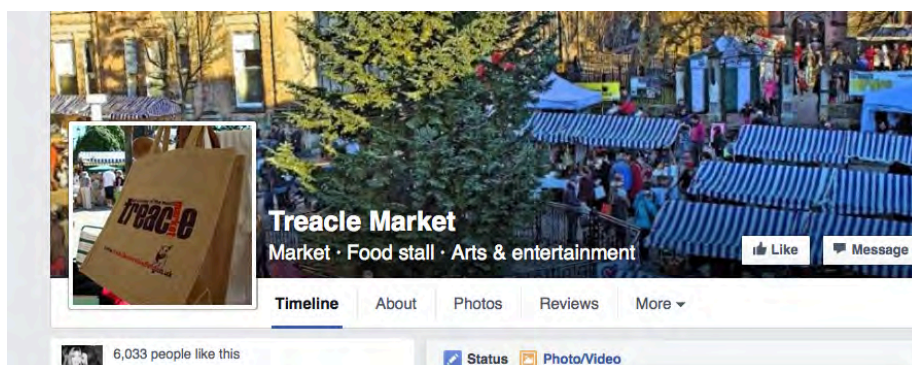 treacle
Treacle Market
Market · Food stall · Arts & entertainment
Like
Message
Timeline
About
Photos
Reviews
More
6,033 people like this
Status
Photo/Video